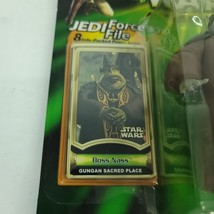 JEDI Force
File
STAR
WARS
Boss Nass
GUNGAN SACRED PLACE